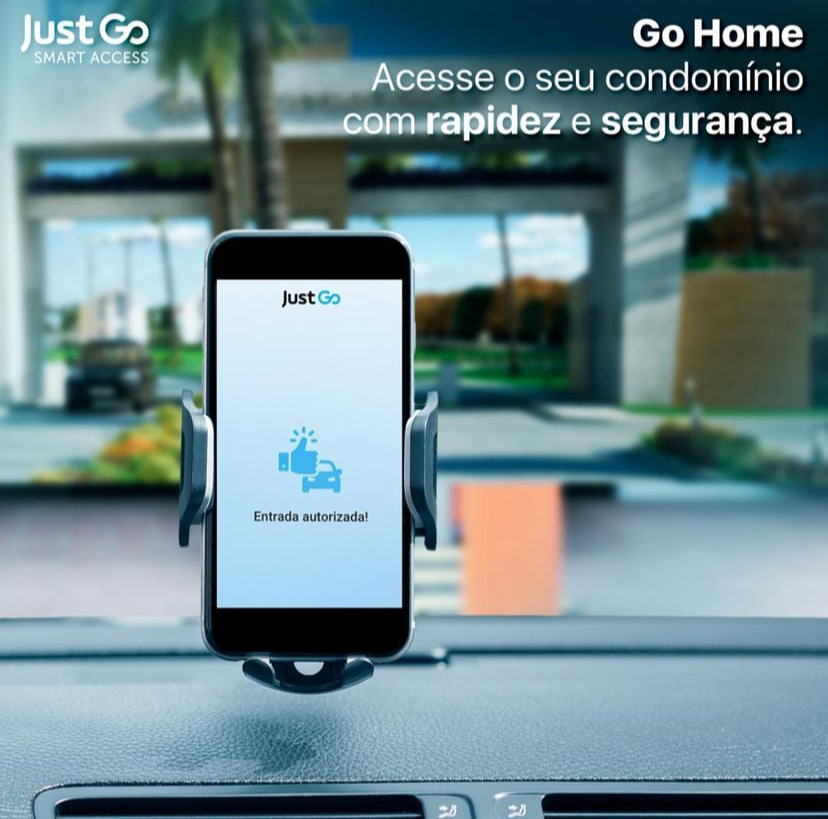 Just Go
SMART ACCESS
Go Home
Acesse o seu condomínio
com rapidez e segurança.
Just Go
Entrada autorizada!